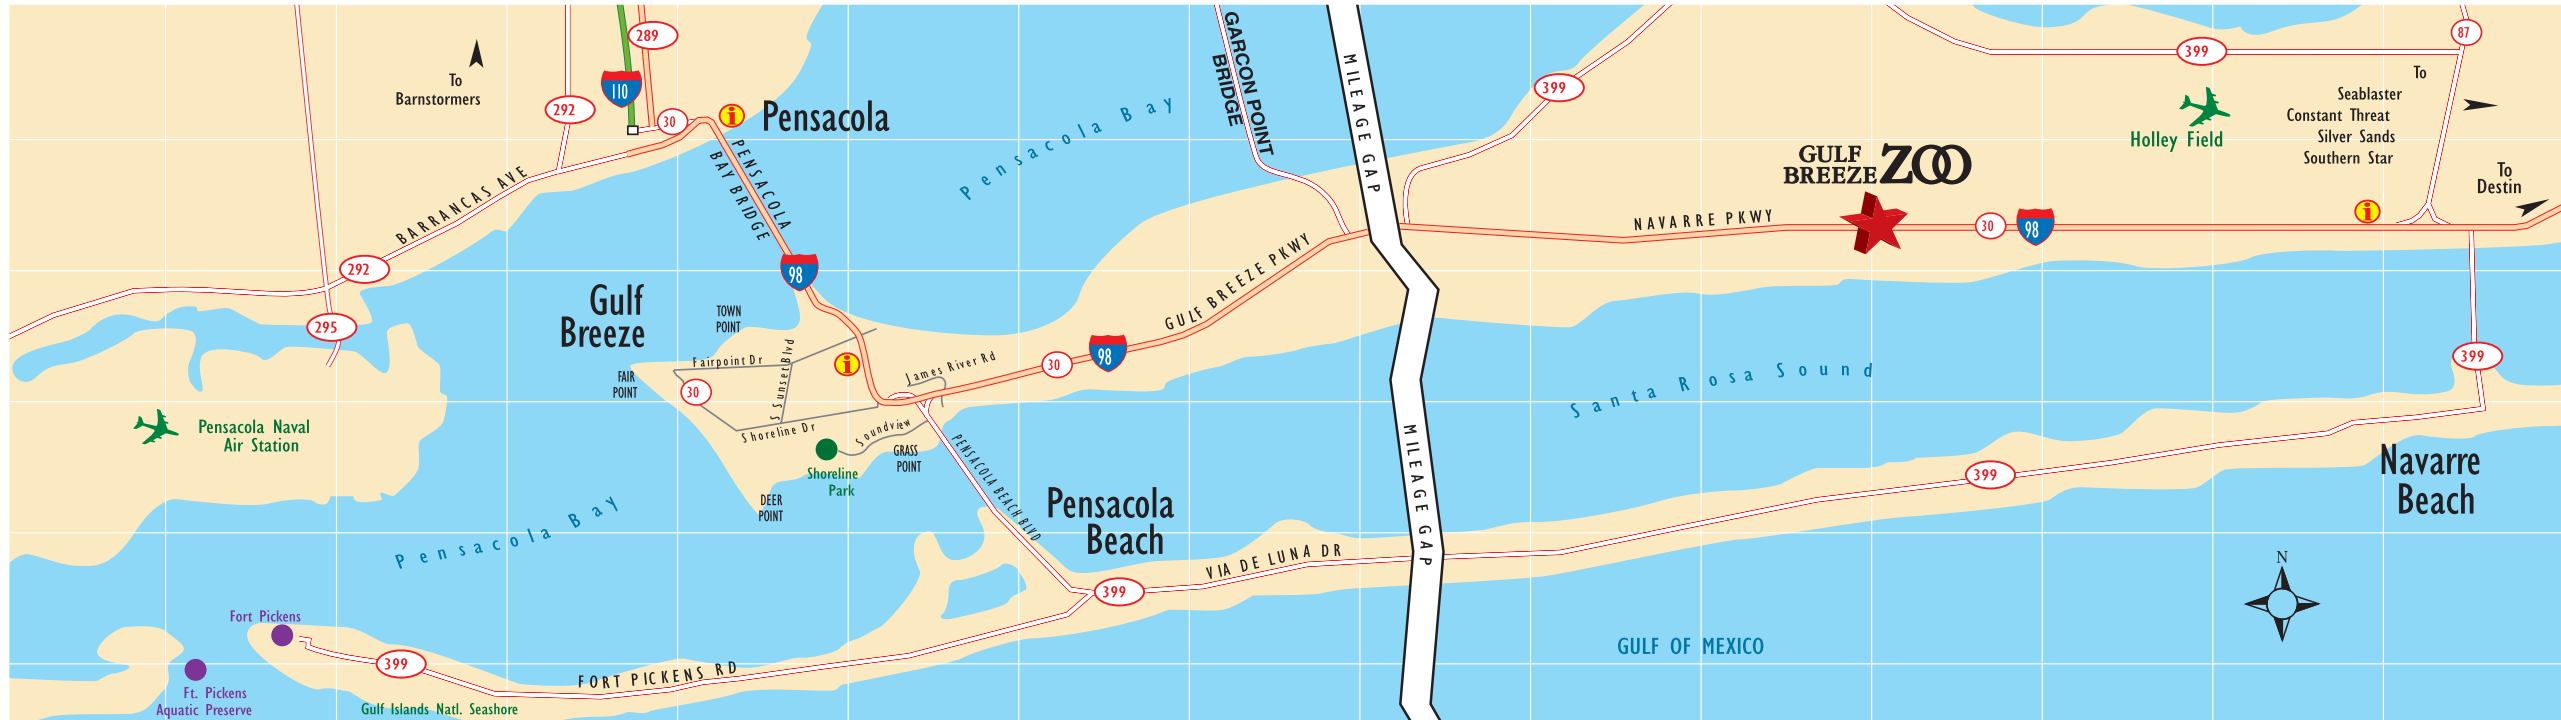 289
110
292
30
To
Barnstormers
Pensacola
PENSACOLA
BAY BRIDGE
BARRANCAS AVE
292
295
98
Pensacola Bay
GARCON POINT
BRIDGE
MILEAGE GAP
399
399
87
To
Seablaster
Constant Threat
Silver Sands
Southern Star
Holley Field
GULF
BREEZE ZOO
To
Destin
NAVARRE PKWY
30
98
GULF BREEZE PKWY
Gulf
Breeze
TOWN
POINT
Fairpoint Dr
S Sunset Blvd
FAIR
POINT
30
James River Rd
30
98
399
Santa Rosa Sound
Pensacola Naval
Air Station
Shoreline Dr
Soundview
GRASS
POINT
Shoreline
Park
DEER
POINT
PENSACOLA BEACH BLVD
MILEAGE GAP
Pensacola
Beach
Navarre
Beach
399
Pensacola Bay
VIA DE LUNA DR
399
N
Fort Pickens
399
FORT PICKENS RD
GULF OF MEXICO
Ft. Pickens
Aquatic Preserve
Gulf Islands Natl. Seashore